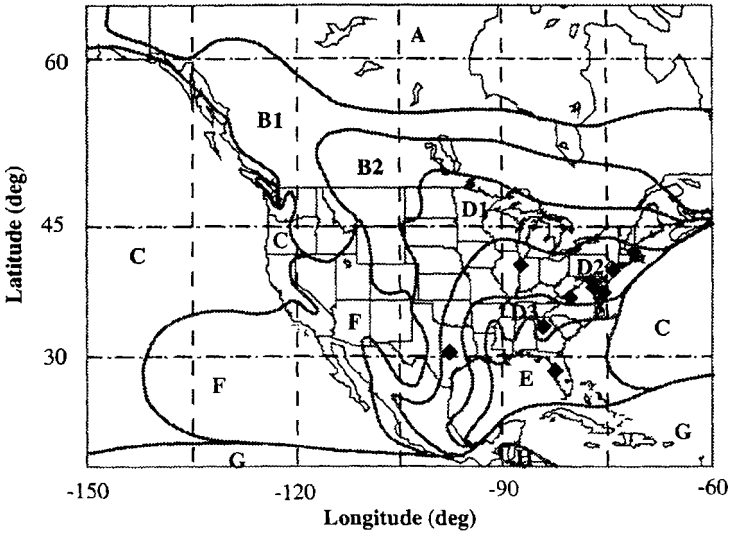 A
60
B1
B2
D1
45
C
C
D2
D3
C
F
30
E
F
G
G
H
-150
-120
-90
-60
Longitude (deg)
Latitude (deg)